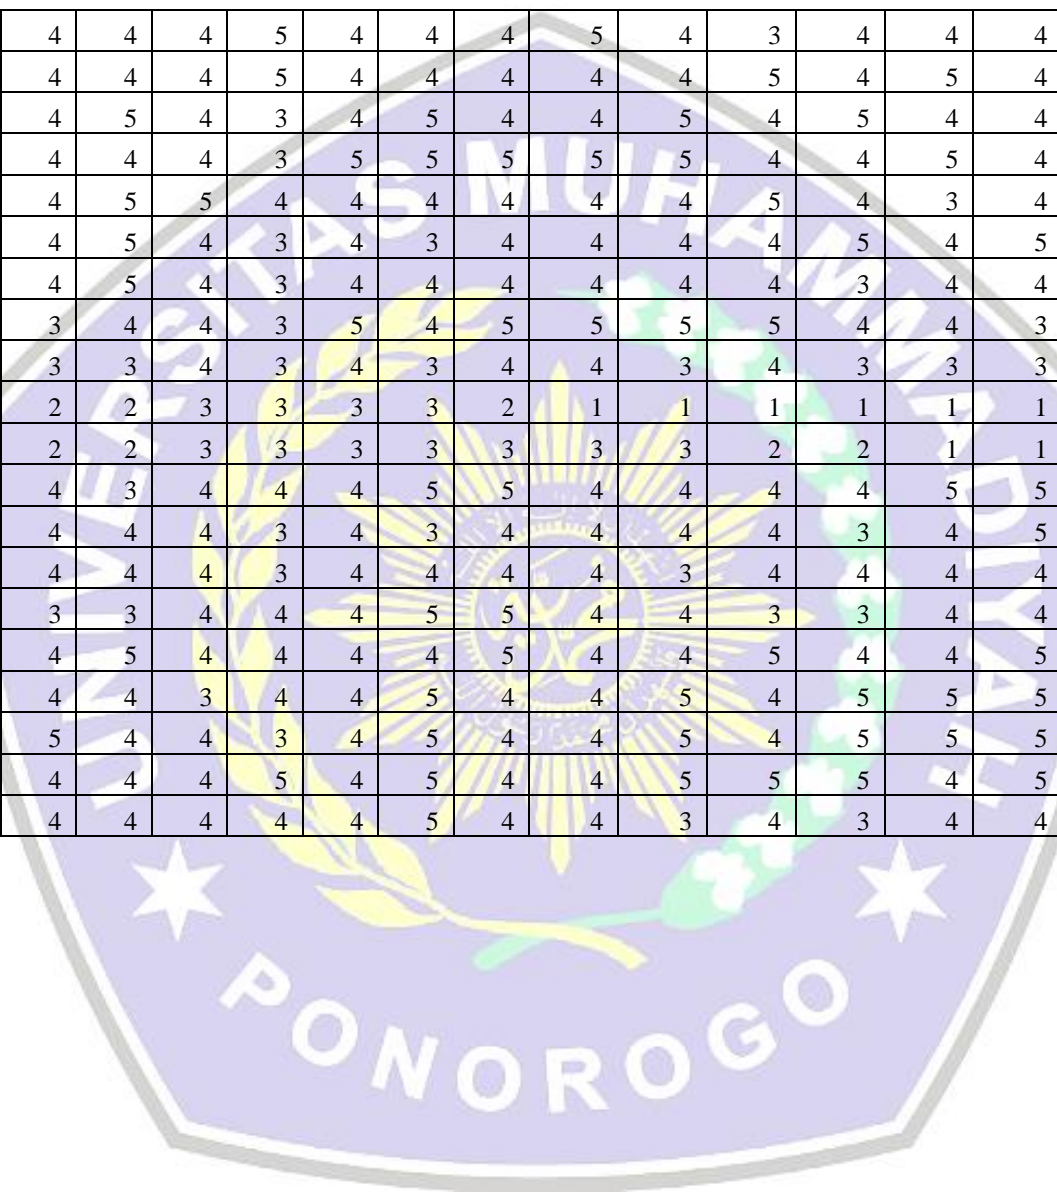 4 4 4 5 4 4 4 5 4 3 4 4 4
4 4 4 5 4 4 4 4 4 5 4 5 4
4 5 4 3 4 5 4 4 5 4 5 4 4
4 4 4 3 5 5 5 5 5 4 4 5 4
4 5 5 4 4 4 4 4 4 5 4 3 4
4 5 4 3 4 3 4 4 4 4 5 4 5
4 5 4 3 4 4 4 4 4 4 3 4 4
3 4 4 3 5 4 5 5 5 5 4 4 3
3 3 4 3 4 3 4 4 3 4 3 3 3
2 2 3 3 3 3 2 1 1 1 1 1 1
2 2 3 3 3 3 3 3 3 2 2 1 1
4 3 4 4 4 5 5 4 4 4 4 5 5
4 4 4 3 4 3 4 4 4 4 3 4 5
4 4 4 3 4 4 4 4 3 4 4 4 4
3 3 4 4 4 5 5 4 4 3 3 4 4
4 5 4 4 4 4 5 4 4 5 4 4 5
4 4 3 4 4 5 4 4 5 4 5 5 5
5 4 4 3 4 5 4 4 5 4 5 5 5
4 4 4 5 4 5 4 4 5 5 5 4 5
4 4 4 4 4 5 4 4 3 4 3 4 4
UNIVERSITAS MUHAMMADIYAH
PONOROGO